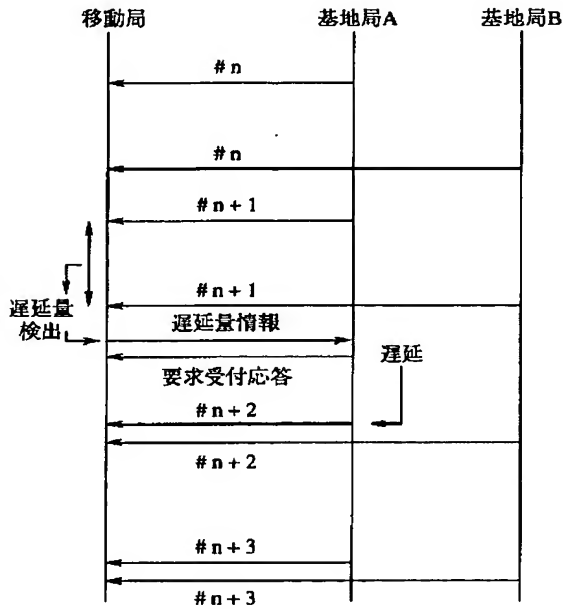 移動局 基地局A 基地局B
#n
#n
#n+1
#n+1
遅延量
検出
遅延量情報
要求受付応答
遅延
#n+2
#n+2
#n+3
#n+3